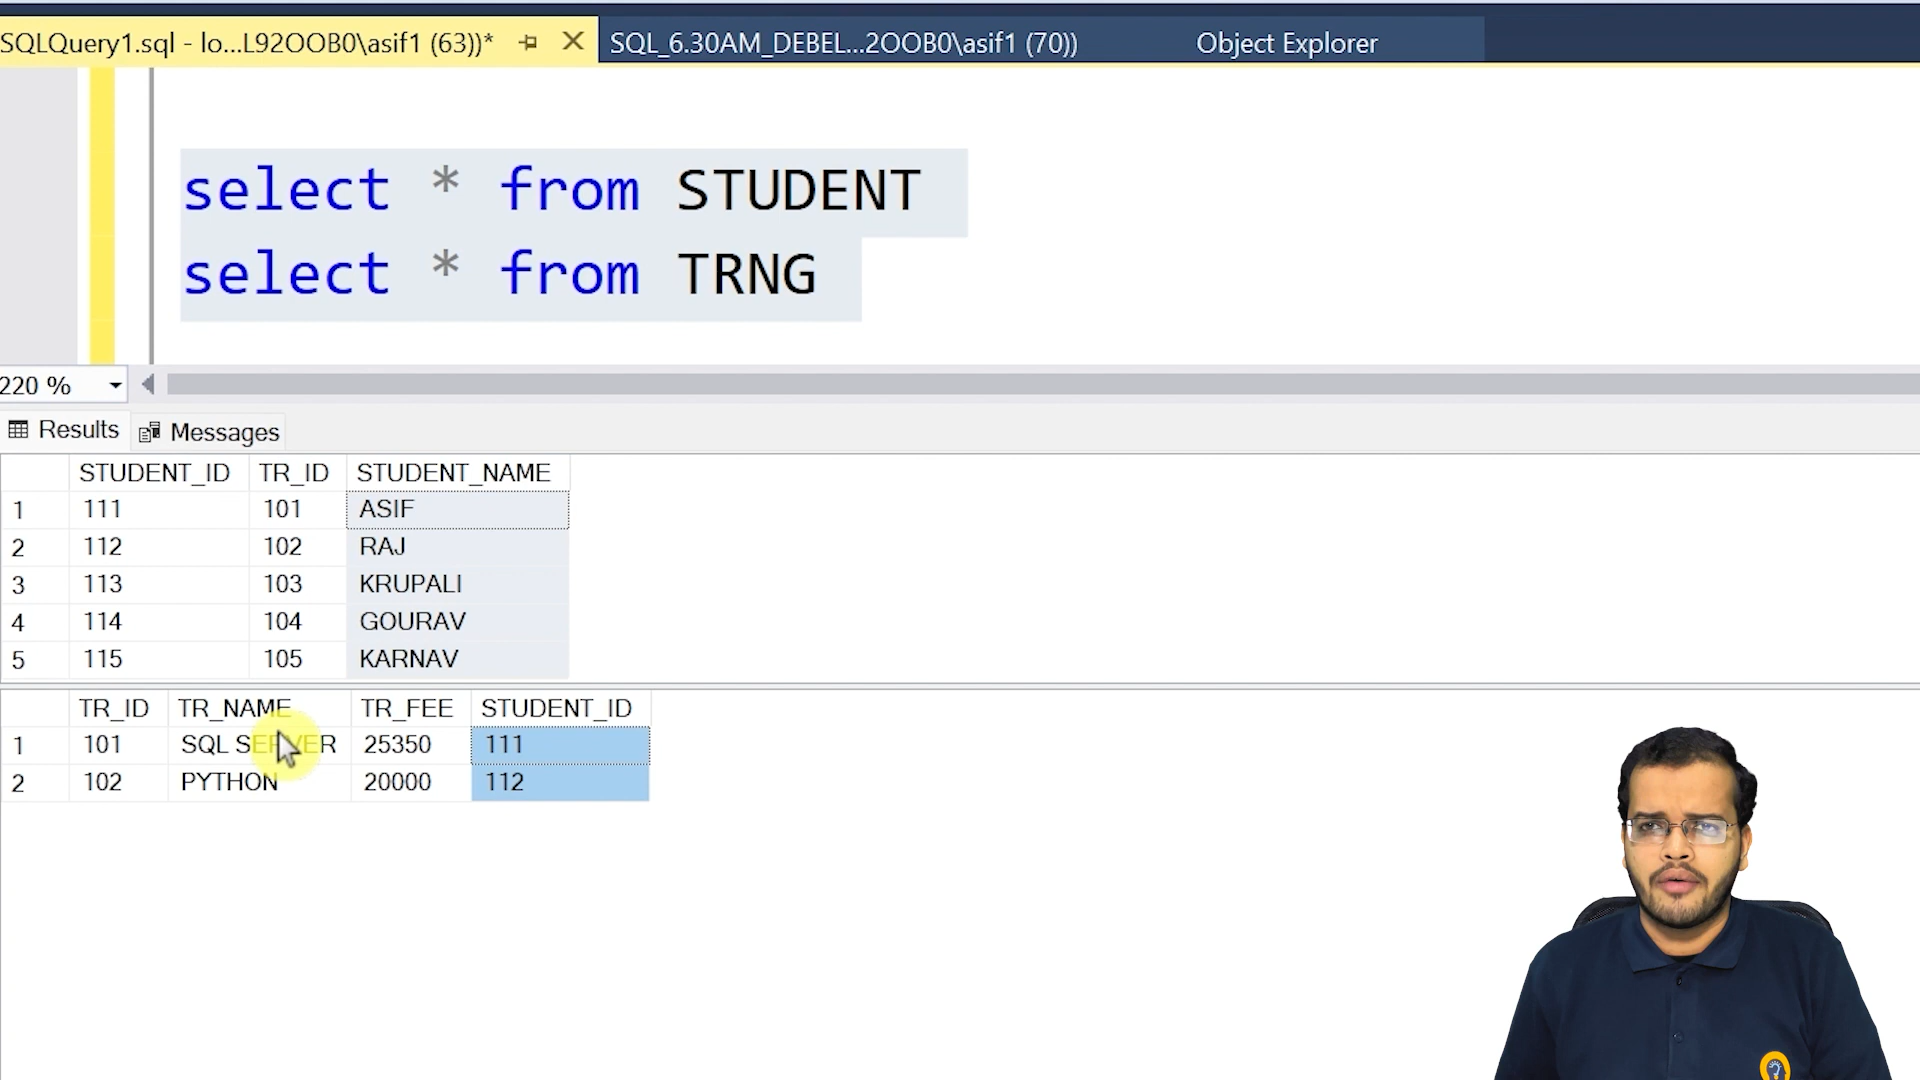 SQLQuery1.sql - lo...L92OOB0\asif1 (63))*
SQL_6.30AM_DEBEL...2OOB0\asif1 (70))
Object Explorer
select * from STUDENT
select * from TRNG
220 %
Results
Messages
STUDENT_ID TR_ID STUDENT_NAME
1 111 101 ASIF
2 112 102 RAJ
3 113 103 KRUPALI
4 114 104 GOURAV
5 115 105 KARNAV
TR_ID TR_NAME TR_FEE STUDENT_ID
1 101 SQL SERVER 25350 111
2 102 PYTHON 20000 112